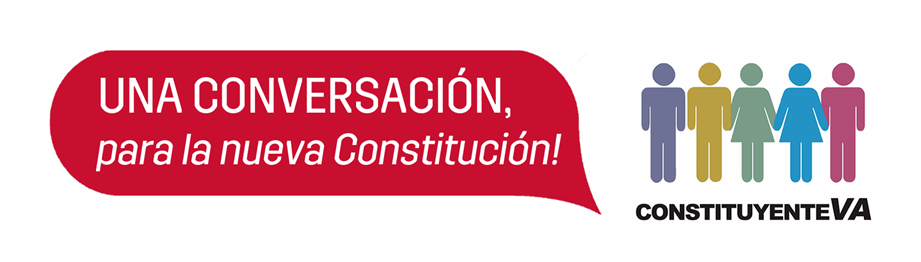 UNA CONVERSACIÓN,
para la nueva Constitución!
CONSTITUYENTEVA